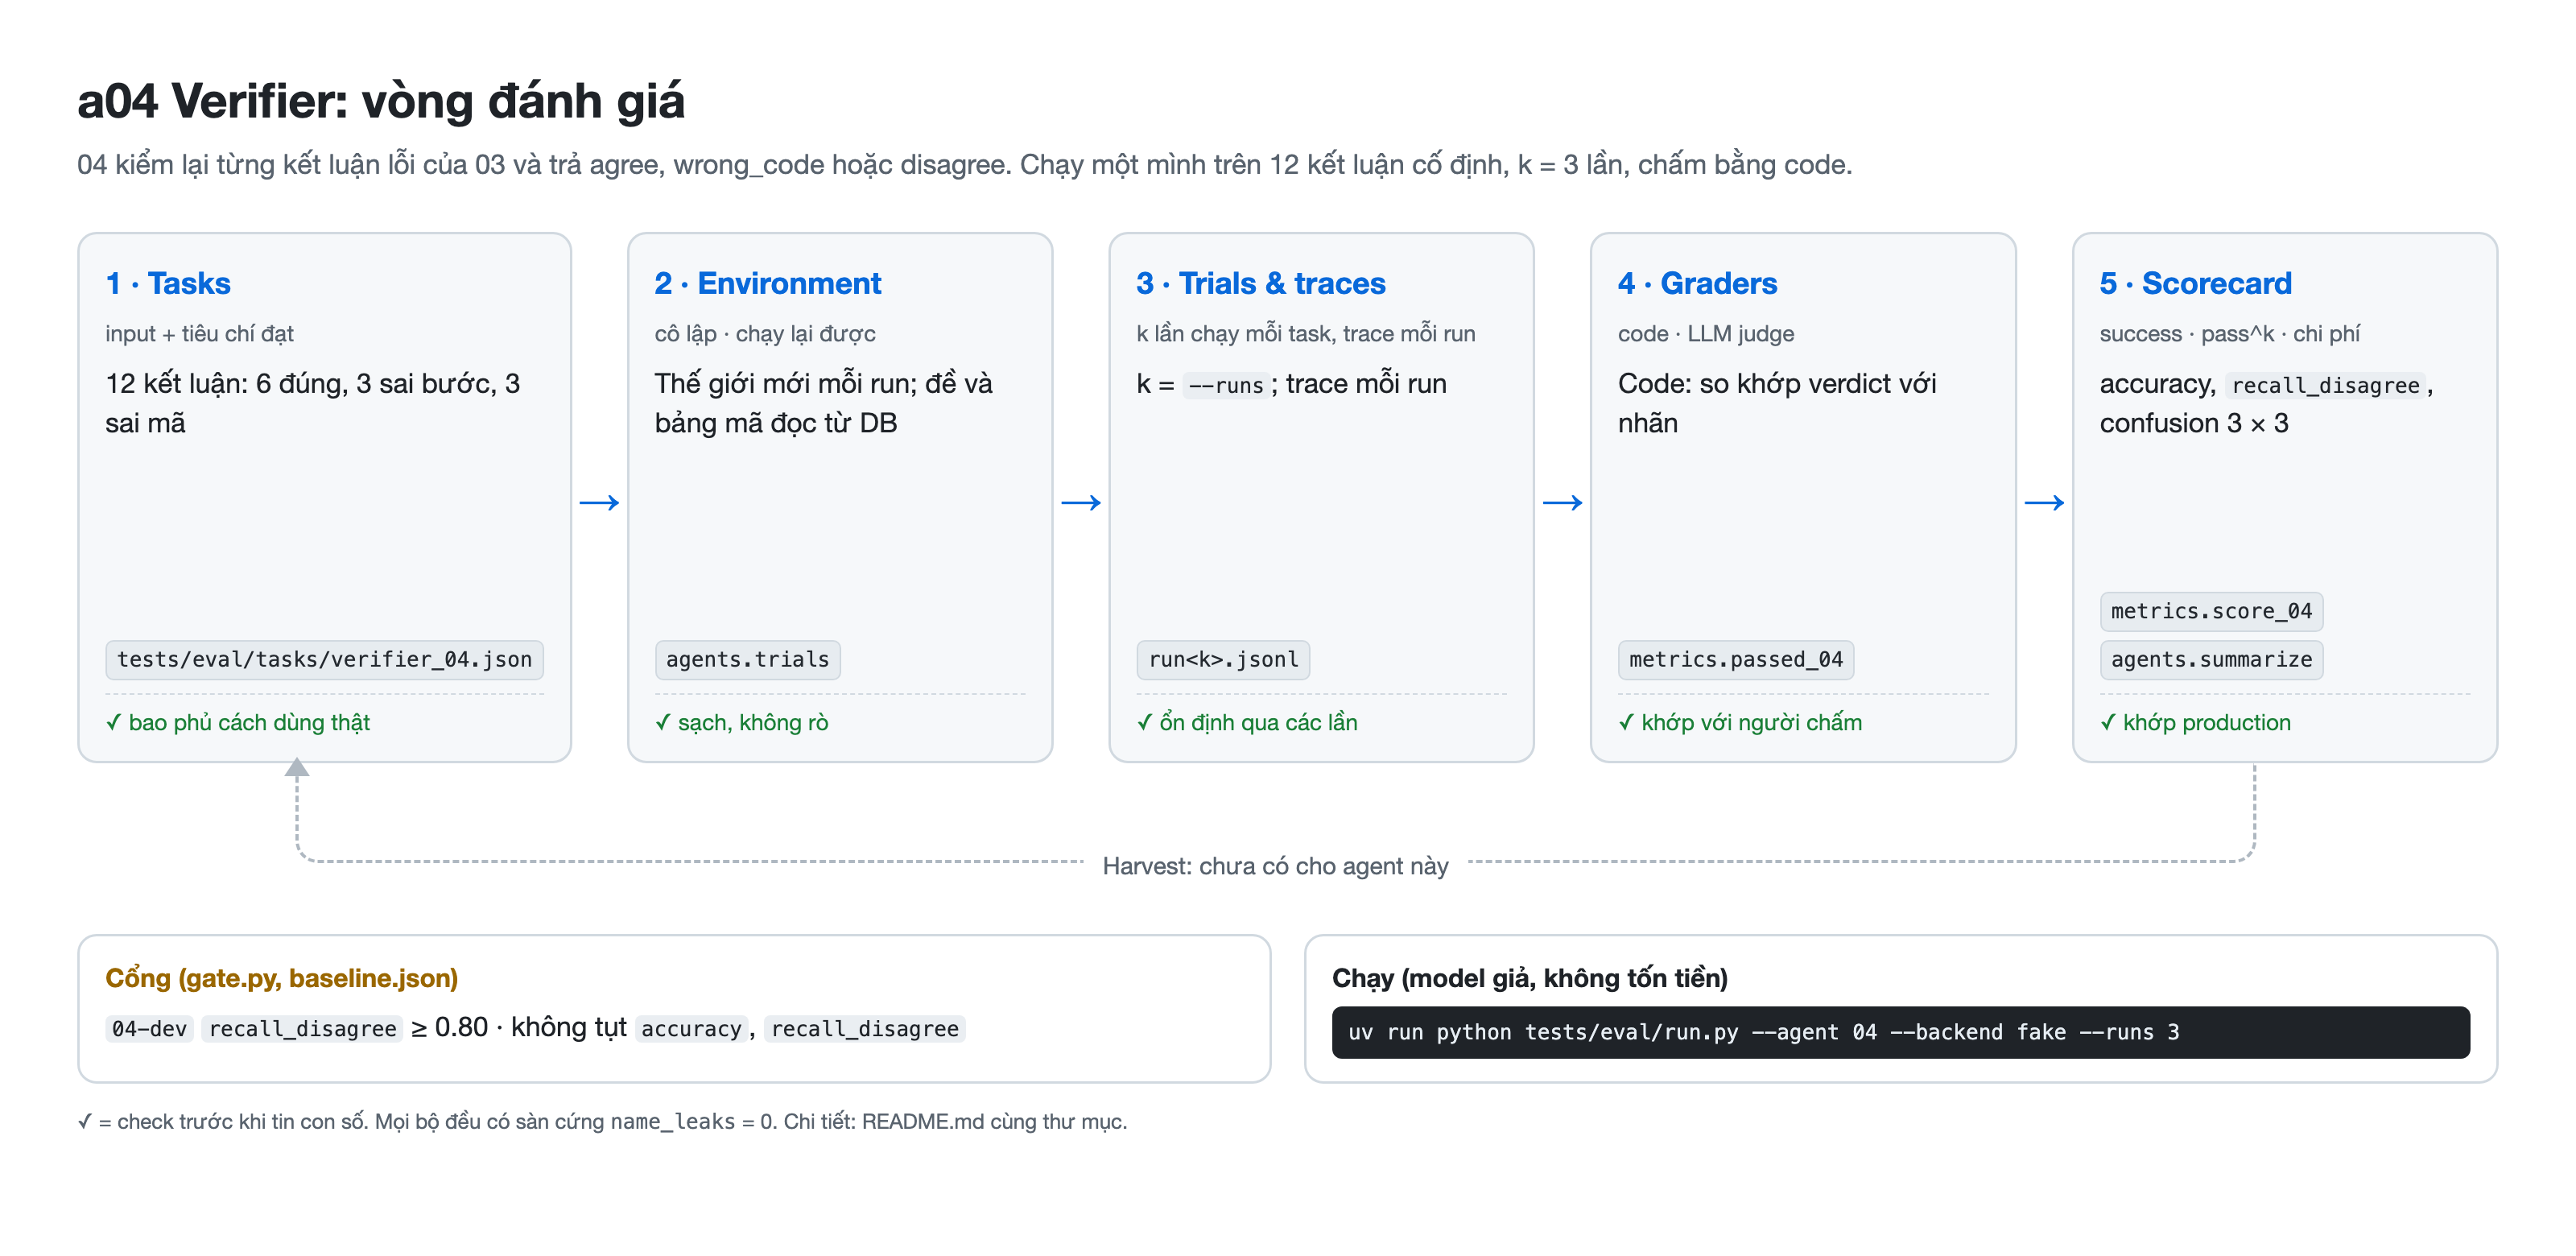 a04 Verifier: vòng đánh giá
04 kiểm lại từng kết luận lỗi của 03 và trả agree, wrong_code hoặc disagree. Chạy một mình trên 12 kết luận cố định, k = 3 lần, chấm bằng code.
1 · Tasks
input + tiêu chí đạt
12 kết luận: 6 đúng, 3 sai bước, 3
sai mã
tests/eval/tasks/verifier_04.json
✓ bao phủ cách dùng thật
→
2 · Environment
cô lập · chạy lại được
Thế giới mới mỗi run; đề và
bảng mã đọc từ DB
agents.trials
✓ sạch, không rò
→
3 · Trials & traces
k lần chạy mỗi task, trace mỗi run
k = --runs; trace mỗi run
run<k>.jsonl
✓ ổn định qua các lần
→
4 · Graders
code · LLM judge
Code: so khớp verdict với
nhãn
metrics.passed_04
✓ khớp với người chấm
→
5 · Scorecard
success · pass^k · chi phí
accuracy, recall_disagree,
confusion 3 × 3
metrics.score_04
agents.summarize
✓ khớp production
Harvest: chưa có cho agent này
Cổng (gate.py, baseline.json)
04-dev recall_disagree ≥ 0.80 · không tụt accuracy, recall_disagree
Chạy (model giả, không tốn tiền)
uv run python tests/eval/run.py --agent 04 --backend fake --runs 3
✓ = check trước khi tin con số. Mọi bộ đều có sàn cứng name_leaks = 0. Chi tiết: README.md cùng thư mục.